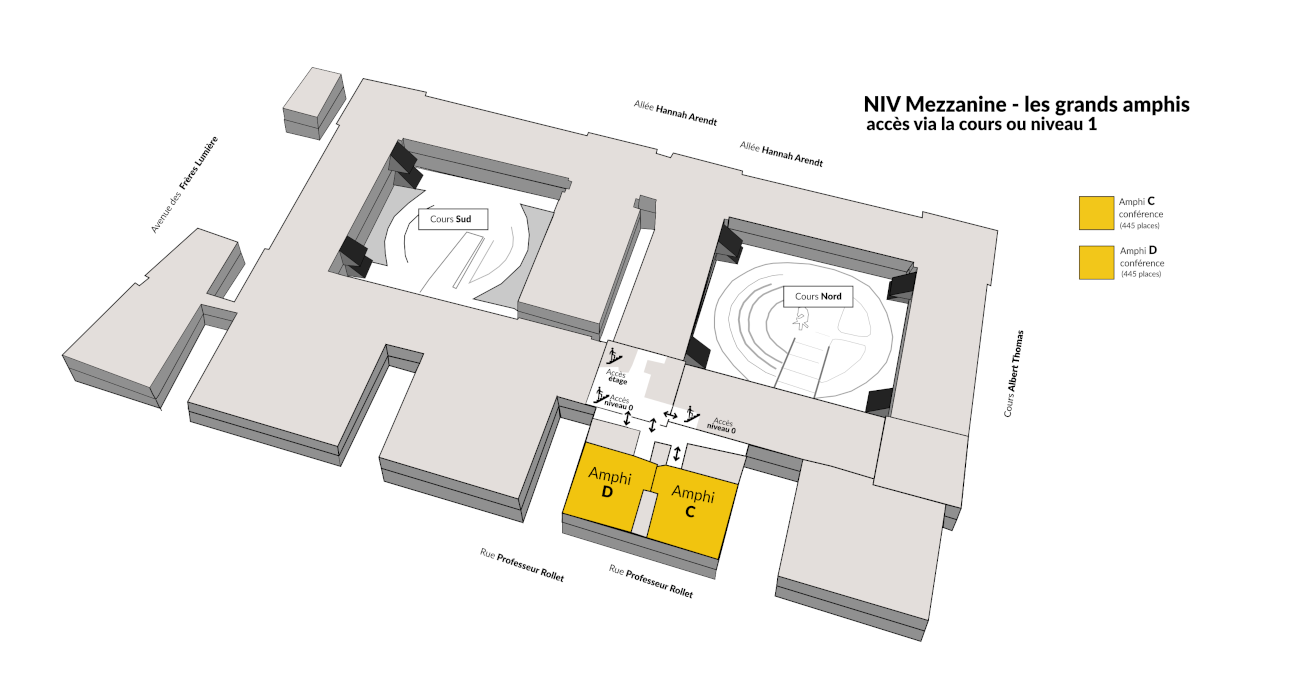 NIV Mezzanine - les grands amphis
accès via la cours ou niveau 1
Allée Hannah Arendt
Allée Hannah Arendt
Avenue des Frères Lumière
Amphi C
conférence
(445 places)
Amphi D
conférence
(445 places)
Cours Sud
Cours Nord
Cours Albert Thomas
Accès
étage
Accès
niveau 0
Accès
niveau 0
Amphi
D
Amphi
C
Rue Professeur Rollet
Rue Professeur Rollet